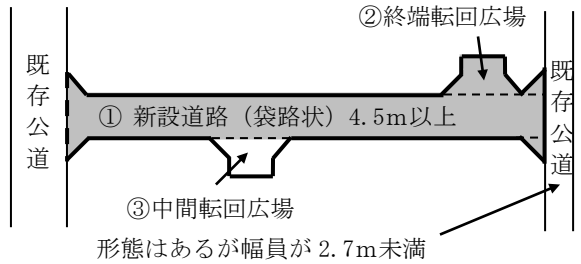 ②終端転回広場
既存公道
① 新設道路（袋路状）4.5ｍ以上
既存公道
③中間転回広場
形態はあるが幅員が 2.7ｍ未満